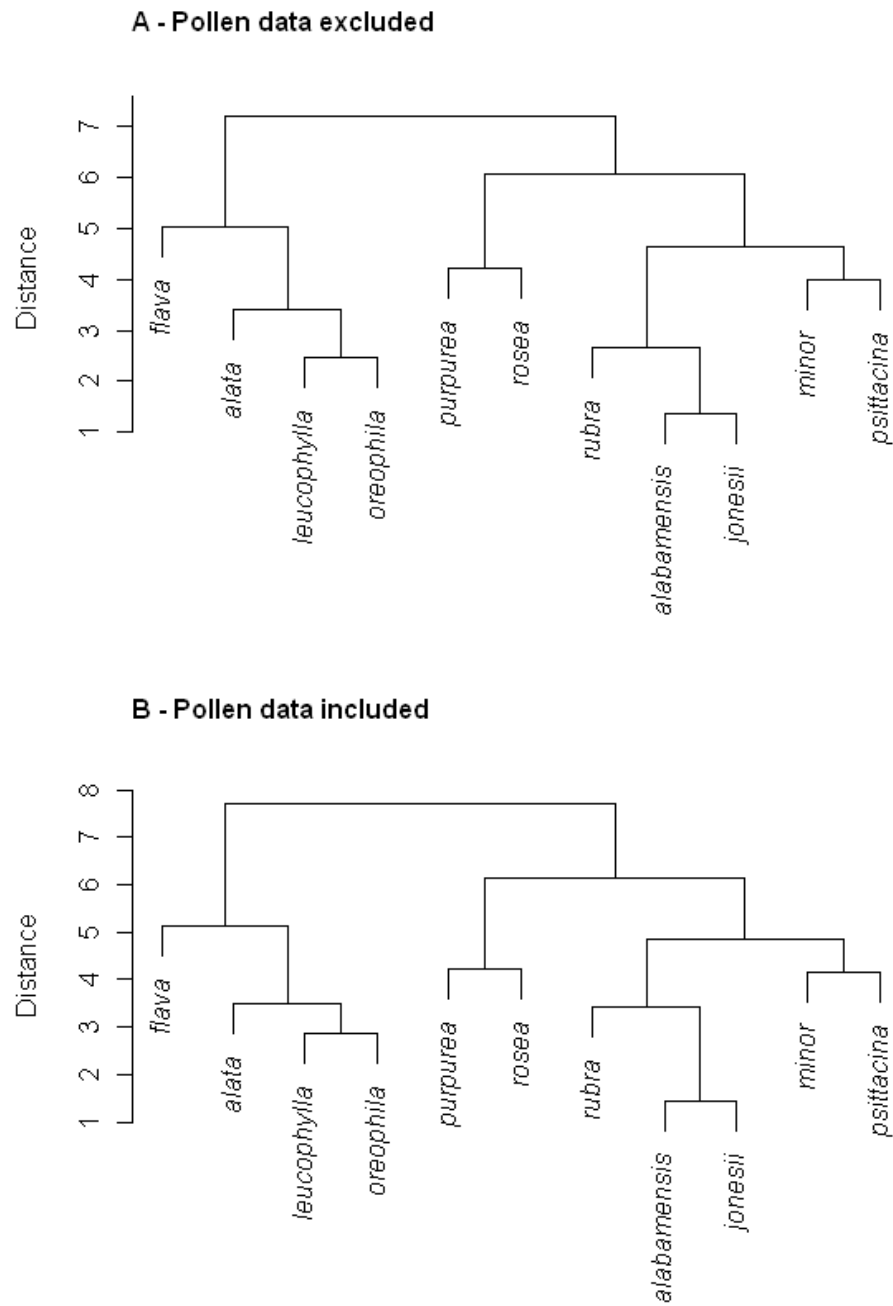 A - Pollen data excluded
Distance
7
6
5
4
3
2
1
flava
alata
leucophylla
oreophila
purpurea
rosea
rubra
alabamensis
jonesii
minor
psittacina
B - Pollen data included
Distance
8
7
6
5
4
3
2
1
flava
alata
leucophylla
oreophila
purpurea
rosea
rubra
alabamensis
jonesii
minor
psittacina